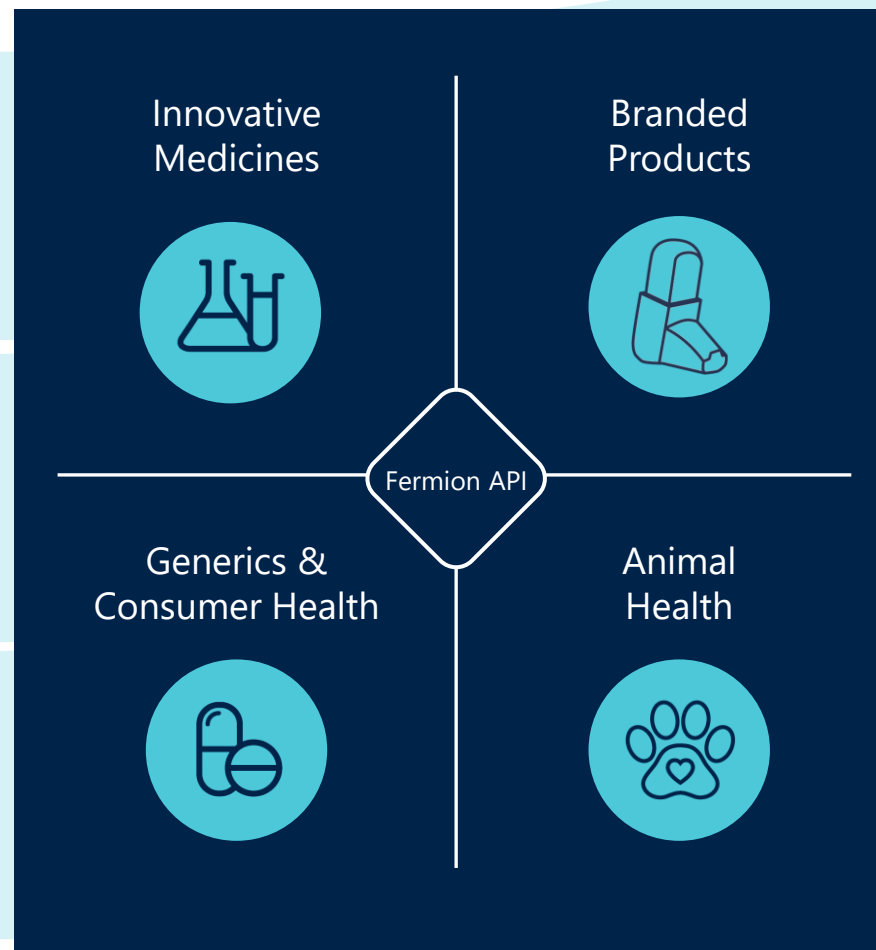 Innovative
Medicines
Branded
Products
Fermion API
Generics &
Consumer Health
Animal
Health